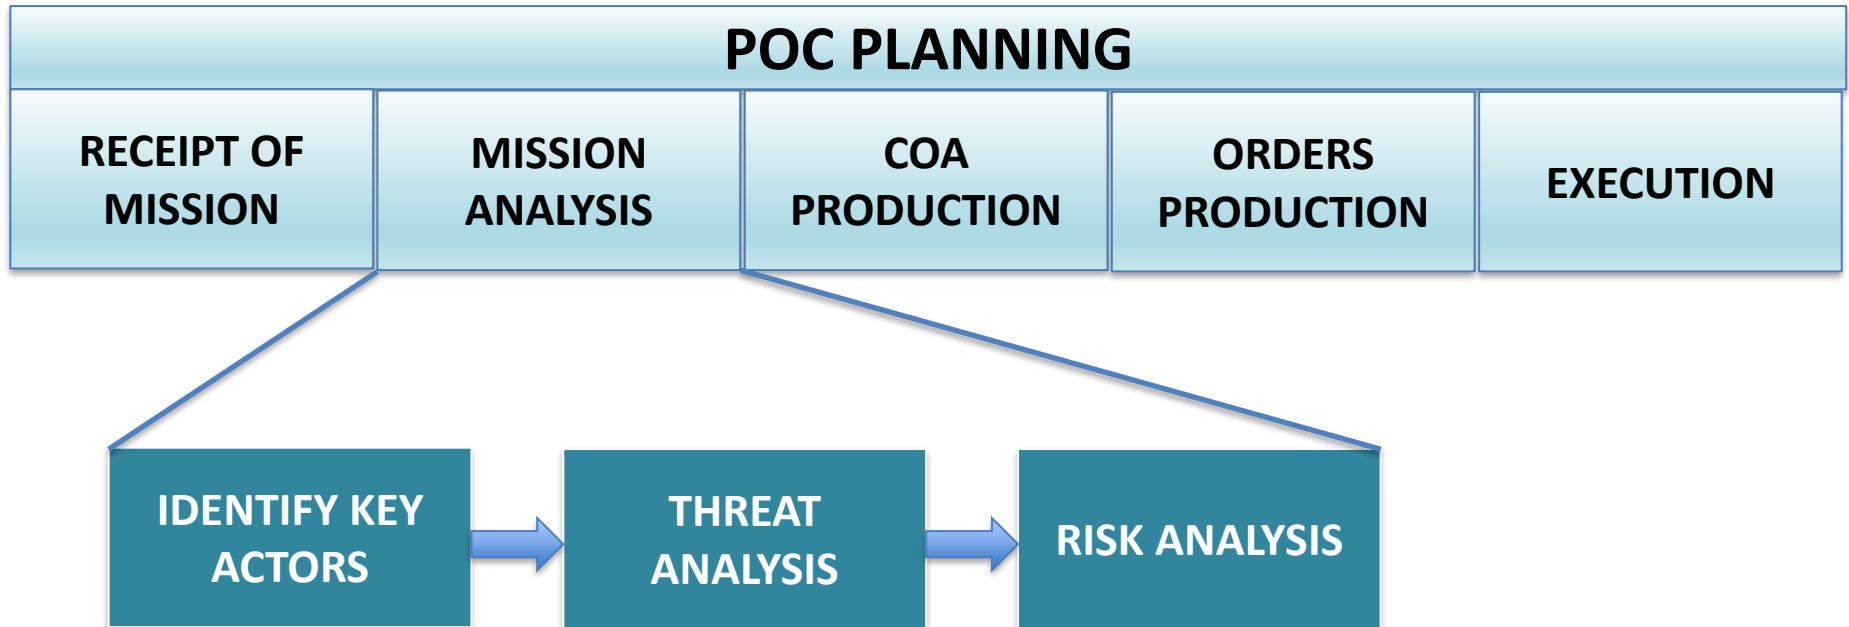 POC PLANNING
RECEIPT OF
MISSION
MISSION
ANALYSIS
COA
PRODUCTION
ORDERS
PRODUCTION
EXECUTION
IDENTIFY KEY
ACTORS
THREAT
ANALYSIS
RISK ANALYSIS